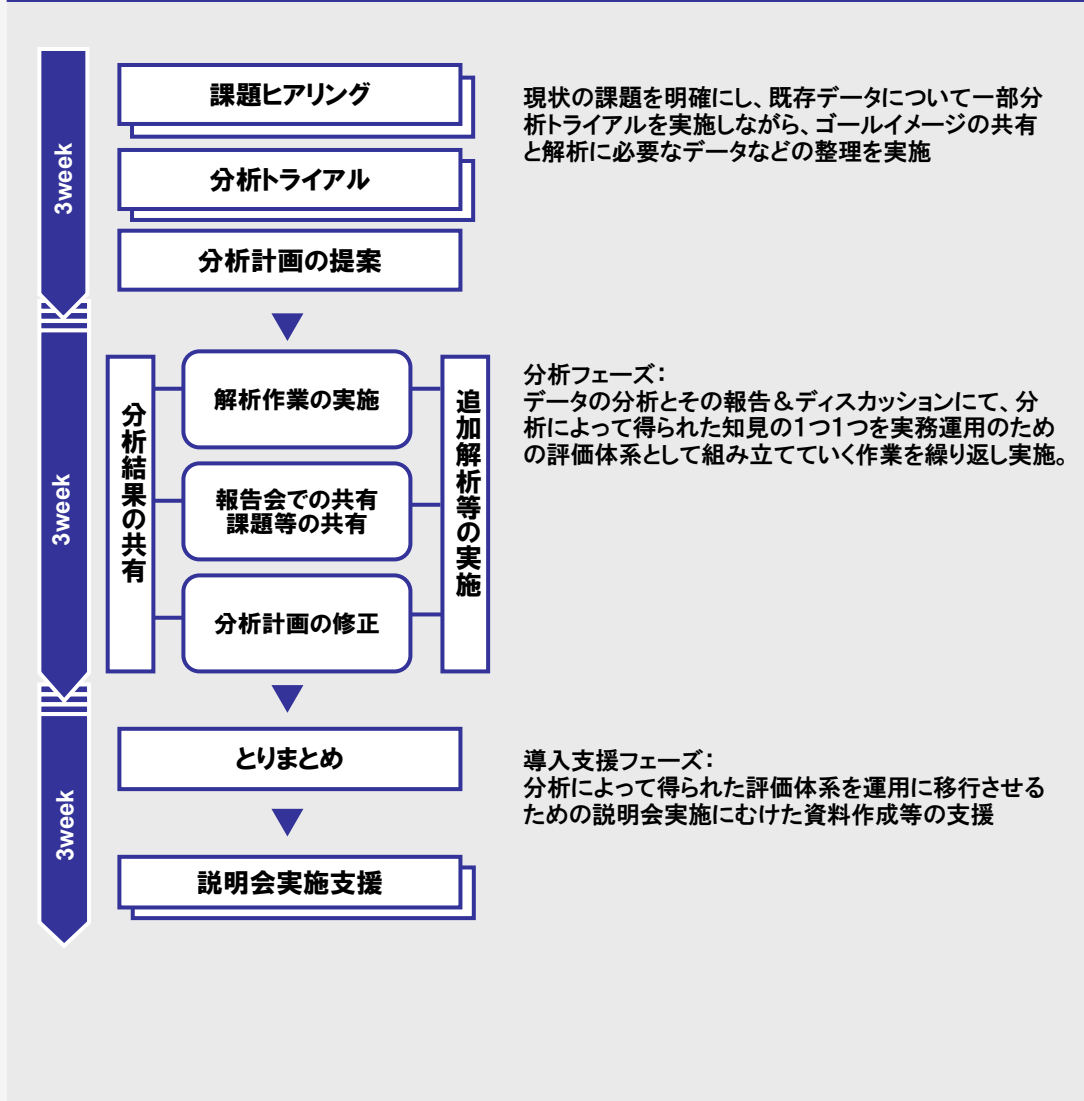 3week
課題ヒアリング
分析トライアル
分析計画の提案
現状の課題を明確にし、既存データについて一部分
析トライアルを実施しながら、ゴールイメージの共有
と解析に必要なデータなどの整理を実施
3week
分析結果の共有
解析作業の実施
報告会での共有
課題等の共有
分析計画の修正
追加解析等の実施
分析フェーズ：
データの分析とその報告＆ディスカッションにて、分
析によって得られた知見の1つ1つを実務運用のため
の評価体系として組み立てていく作業を繰り返し実施。
3week
とりまとめ
説明会実施支援
導入支援フェーズ：
分析によって得られた評価体系を運用に移行させる
ための説明会実施にむけた資料作成等の支援